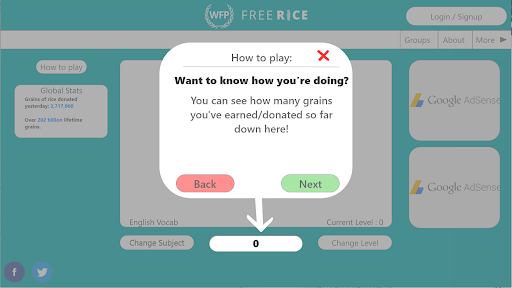 WFP FREERICE
Login / Signup
Groups About More
How to play
Global Stats
Grains of rice donated
yesterday:
Over 202 billion lifetime
grains
How to play:
Want to know how you're doing?
You can see how many grains
you've earned/donated so far
down here!
Back Next
English Vocab Current Level : 0
Change Subject 0 Change Level
Google AdSense
Google AdSense
f